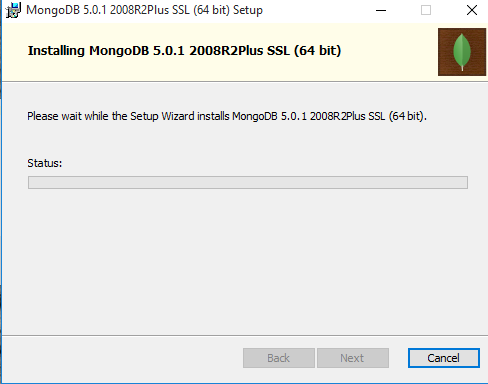 MongoDB 5.0.1 2008R2Plus SSL (64 bit) Setup
Installing MongoDB 5.0.1 2008R2Plus SSL (64 bit)
Please wait while the Setup Wizard installs MongoDB 5.0.1 2008R2Plus SSL (64 bit).
Status:
Back
Next
Cancel